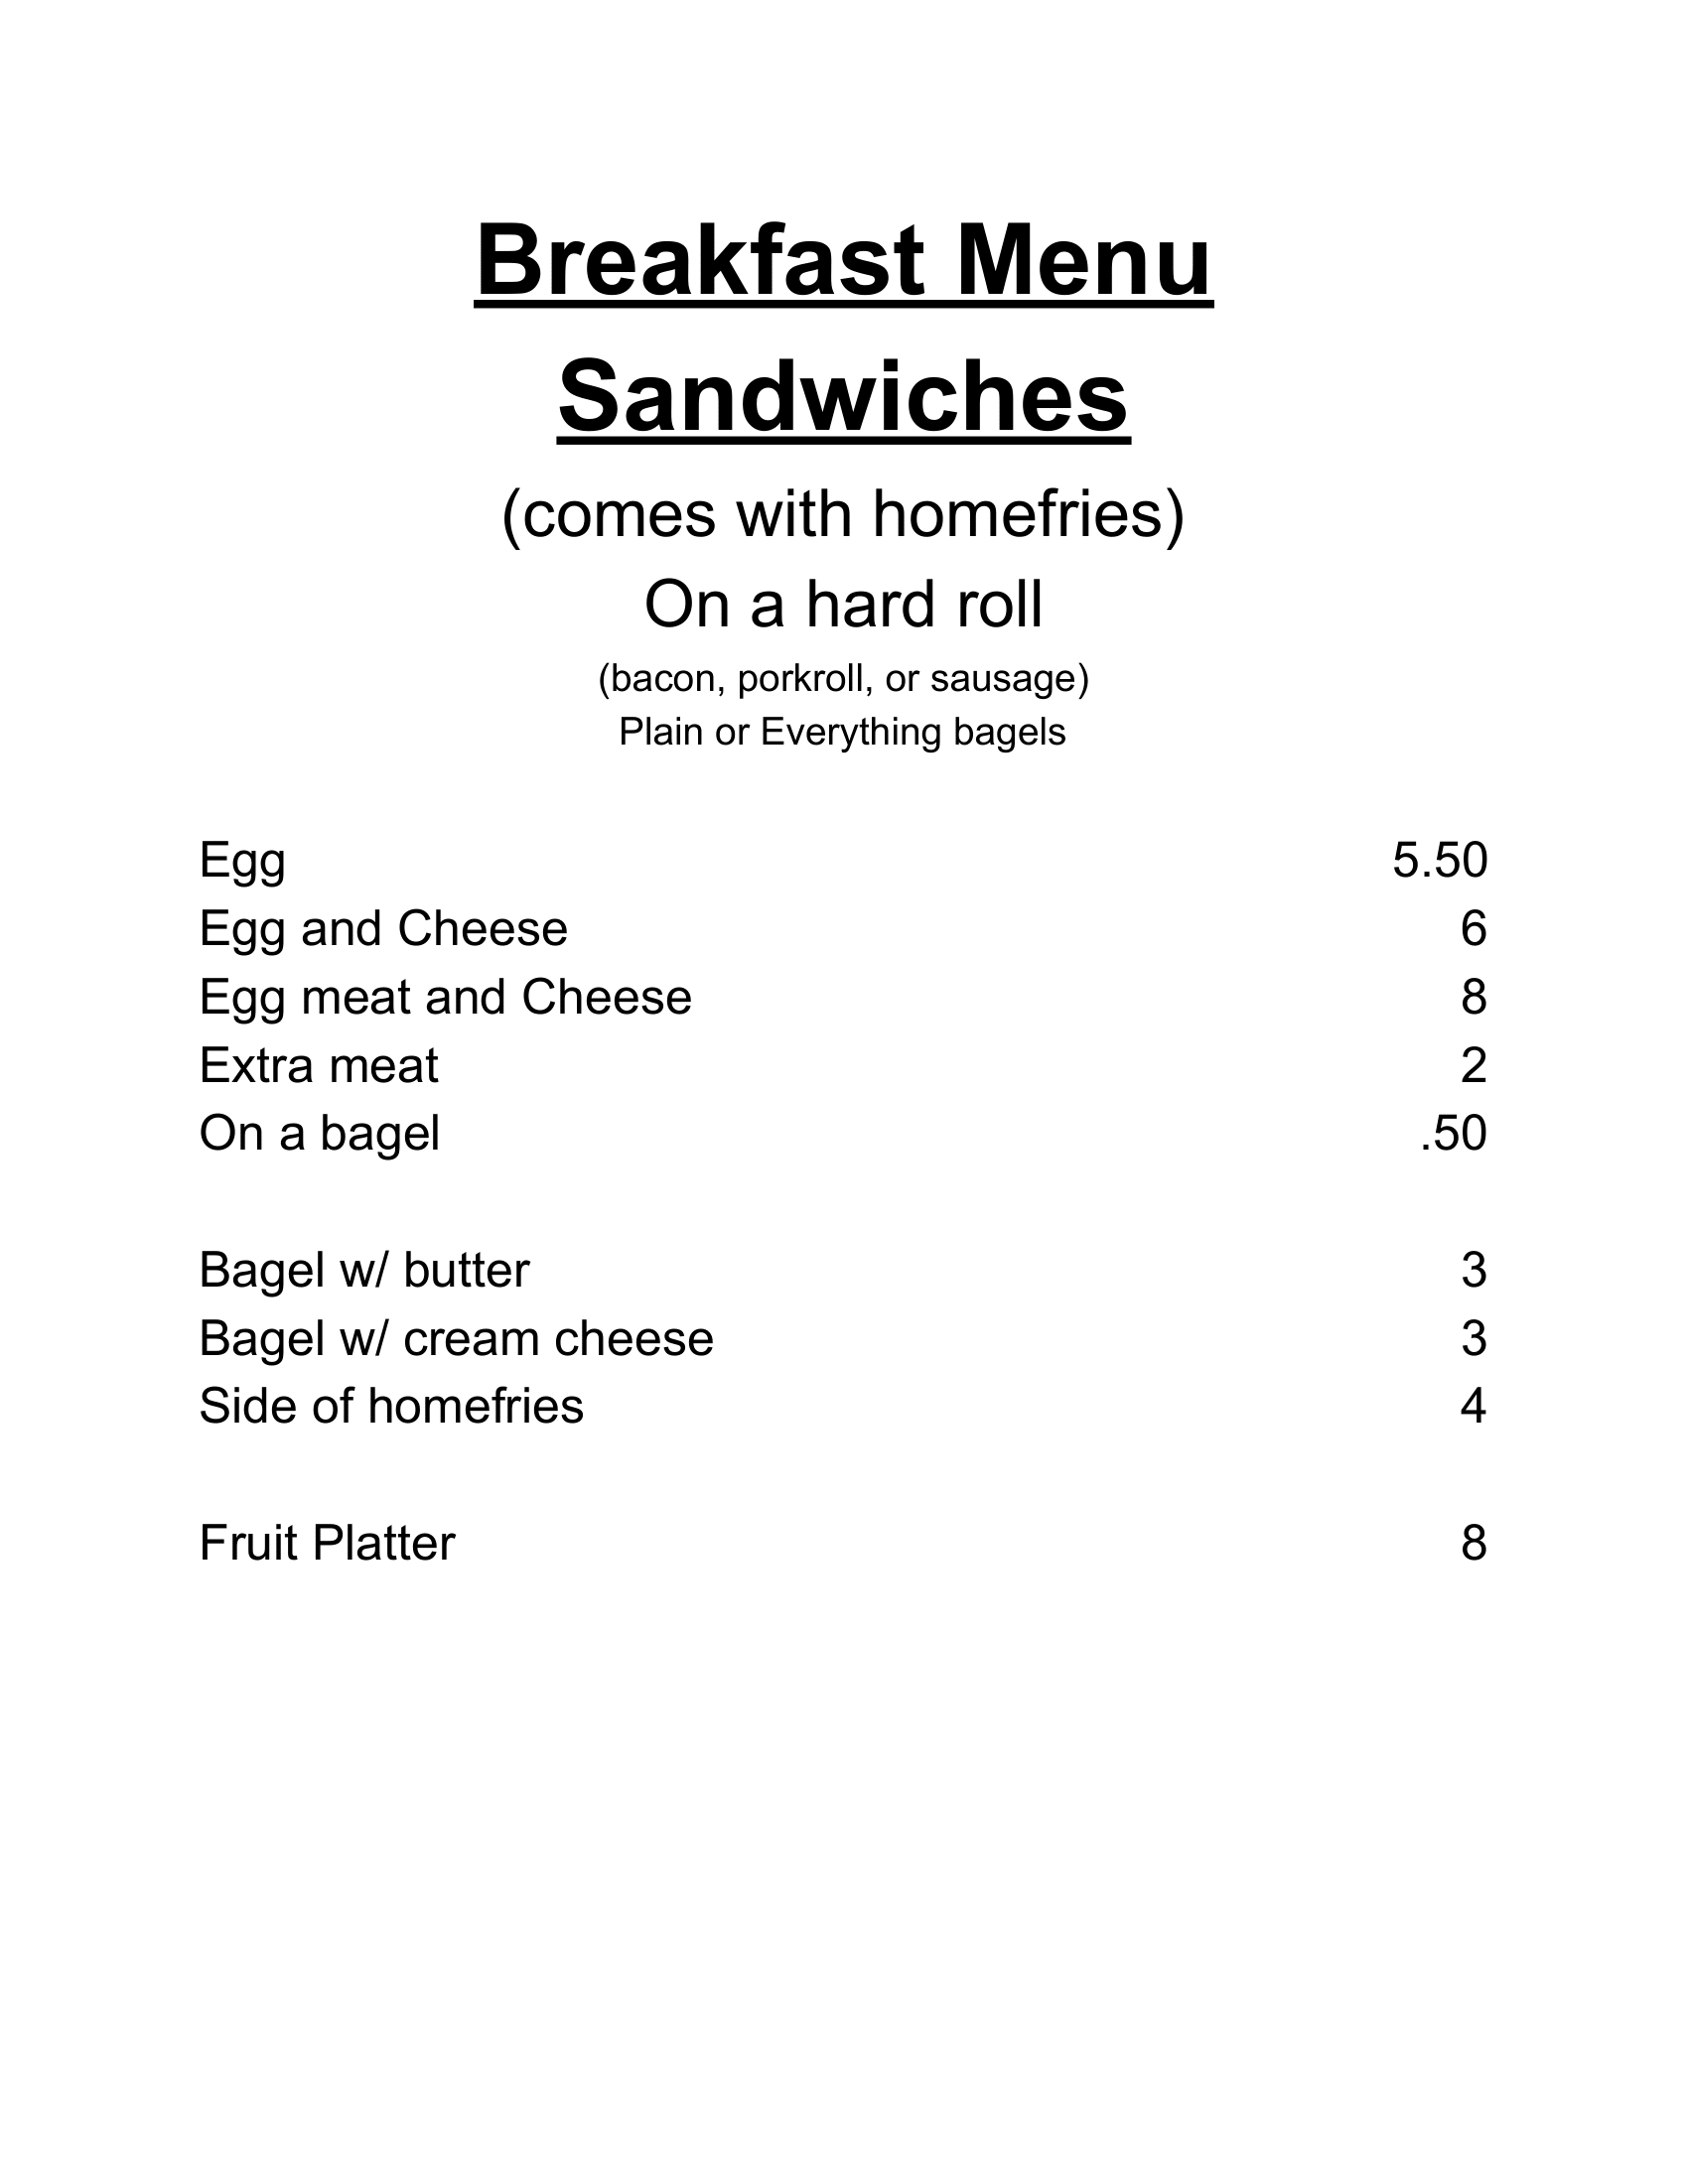 Breakfast Menu
Sandwiches
(comes with homefries)
On a hard roll
(bacon, porkroll, or sausage)
Plain or Everything bagels
Egg 5.50
Egg and Cheese 6
Egg meat and Cheese 8
Extra meat 2
On a bagel .50
Bagel w/ butter 3
Bagel w/ cream cheese 3
Side of homefries 4
Fruit Platter 8